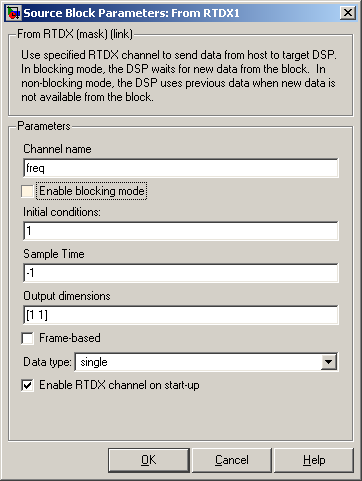 Source Block Parameters: From RTDX1
From RTDX (mask) (link)
Use specified RTDX channel to send data from host to target DSP.
In blocking mode, the DSP waits for new data from the block. In
non-blocking mode, the DSP uses previous data when new data is
not available from the block.
Parameters
Channel name
freq
Enable blocking mode
Initial conditions:
1
Sample Time
-1
Output dimensions
[1 1]
Frame-based
Data type: single
Enable RTDX channel on start-up
OK Cancel Help